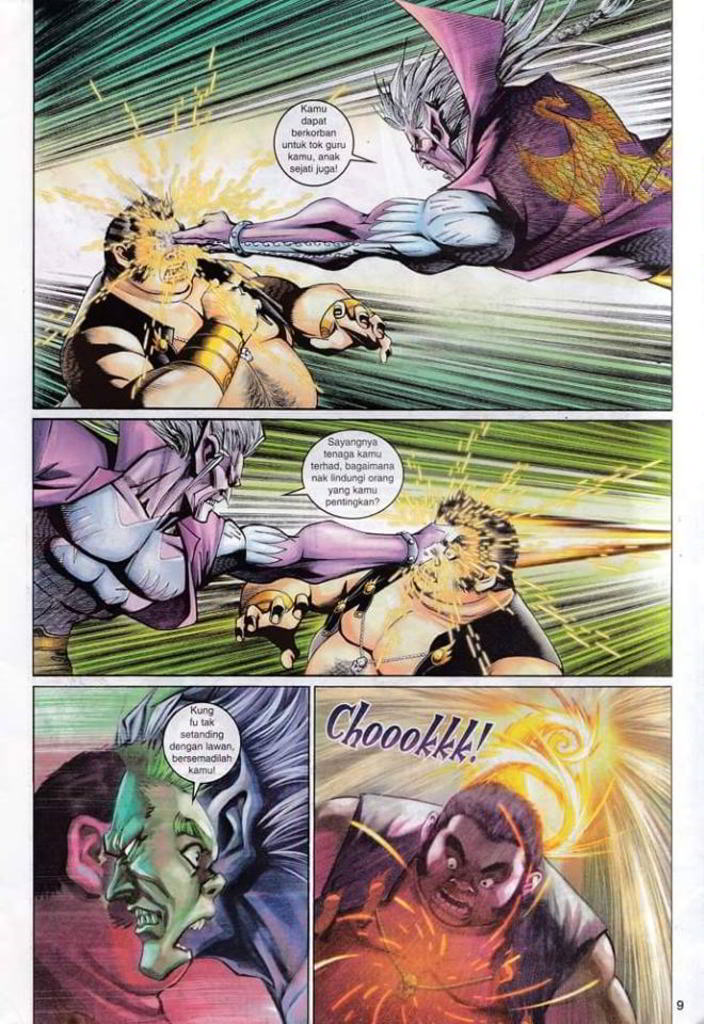 Kamu
dapat
berkorban
untuk tok guru
kamu, anak
sejati juga!
Sayangnya
tenaga kamu
terhad, bagaimana
nak lindungi orang
yang kamu
pentingkan?
Kung
fu tak
setanding
dengan lawan,
bersemadilah
kamu!
Choookkk!
9